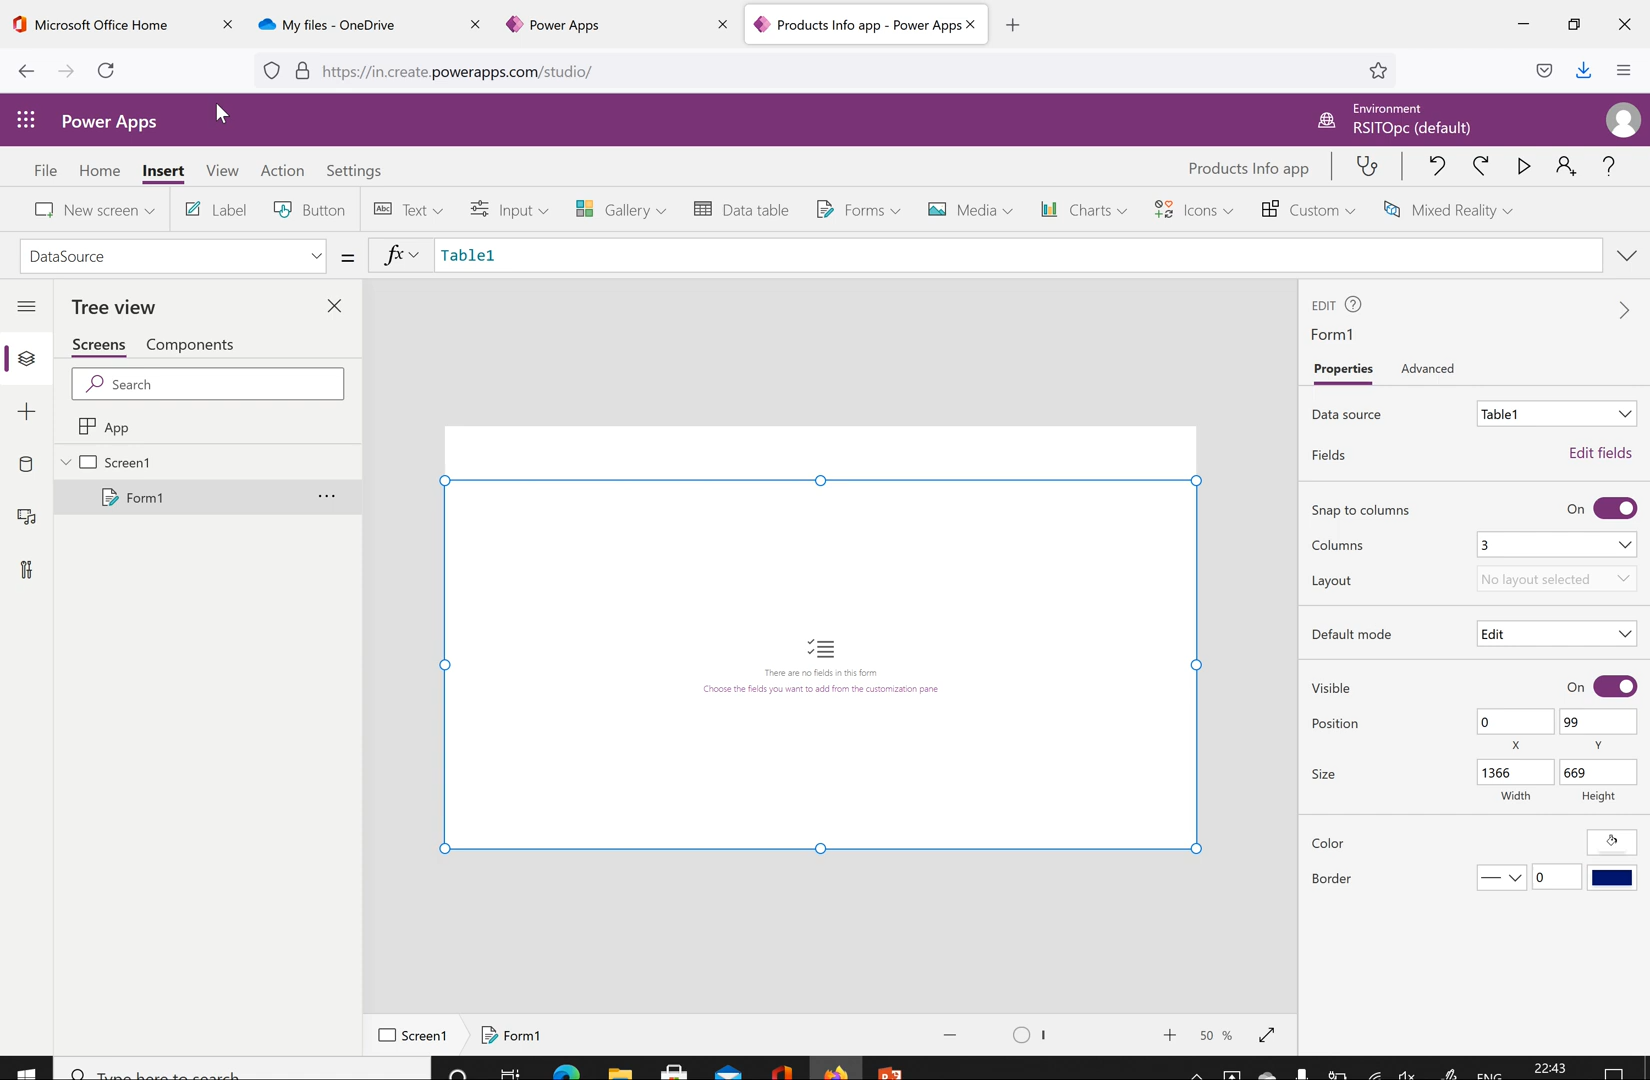 Microsoft Office Home
My files - OneDrive
Power Apps
Products Info app - Power Apps
https://in.create.powerapps.com/studio/
Power Apps
Environment
RSITOpc (default)
File Home Insert View Action Settings
Products Info app
New screen Label Button Abc Text Input Gallery Data table Forms Media Charts Icons Custom Mixed Reality
DataSource = fx Table1
Tree view
Screens Components
Search
App
Screen1
Form1
There are no fields in this form
Choose the fields you want to add from the customization pane
EDIT ?
Form1
Properties Advanced
Data source Table1
Fields Edit fields
Snap to columns On
Columns 3
Layout No layout selected
Default mode Edit
Visible On
Position 0 99
X Y
Size 1366 669
Width Height
Color
Border 0
Screen1 Form1
50 %
Type here to search
ENG
22:43